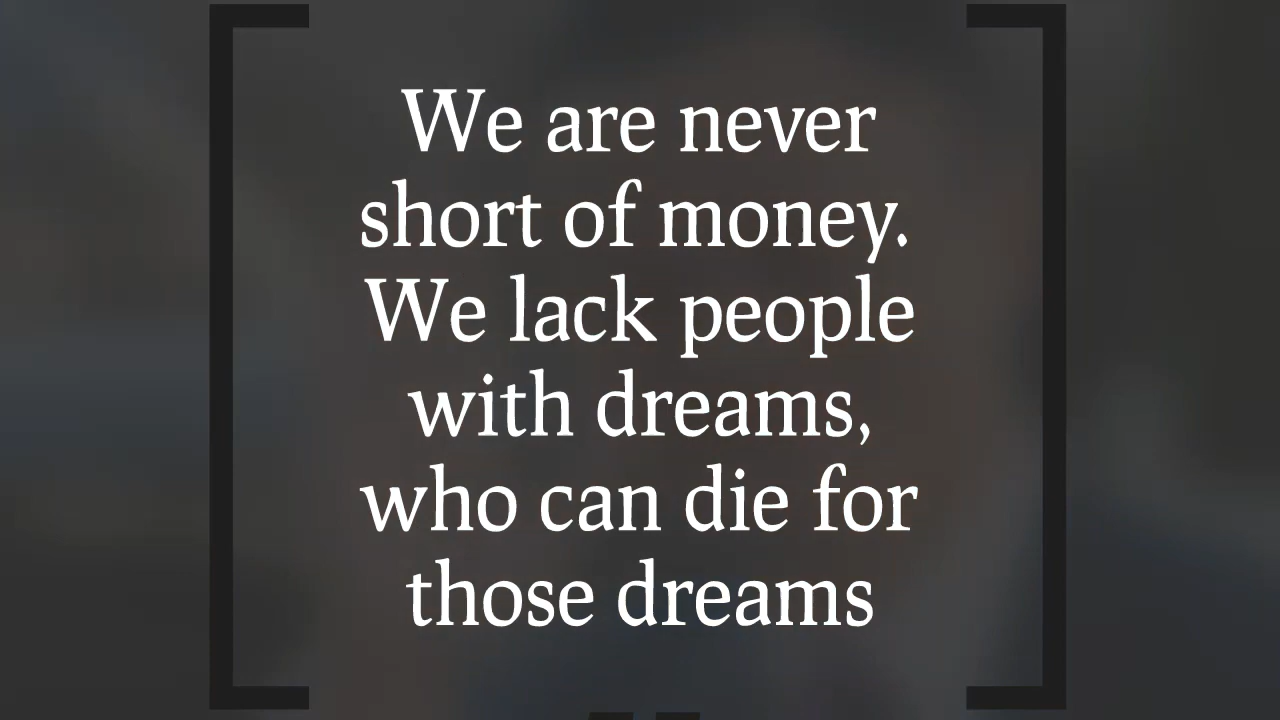 We are never
short of money.
We lack people
with dreams,
who can die for
those dreams